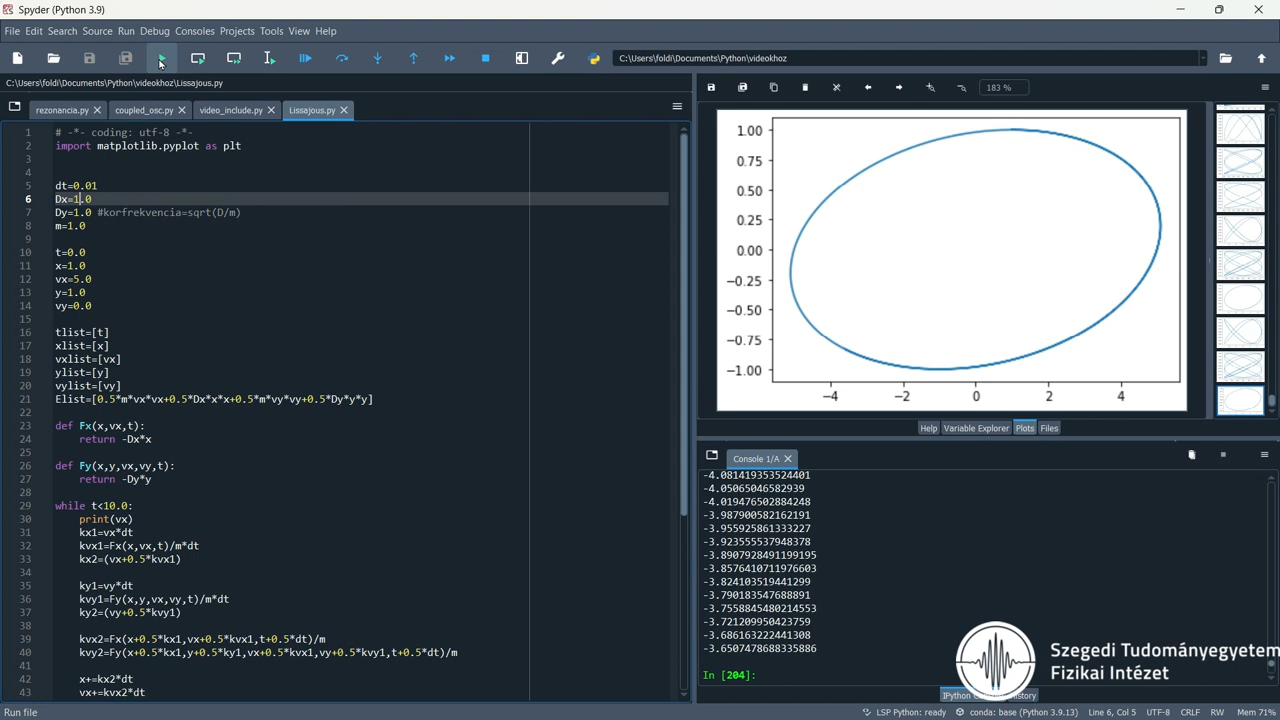 Spyder (Python 3.9)
File Edit Search Source Run Debug Consoles Projects Tools View Help
C:\Users\foldi\Documents\Python\videokhoz
C:\Users\foldi\Documents\Python\videokhoz\Lissajous.py
rezonancia.py coupled_osc.py video_include.py Lissajous.py
183 %
1 # -*- coding: utf-8 -*-
2 import matplotlib.pyplot as plt
3
4
5 dt=0.01
6 Dx=1.0
7 Dy=1.0 #korfrekvencia=sqrt(D/m)
8 m=1.0
9
10 t=0.0
11 x=1.0
12 vx=5.0
13 y=1.0
14 vy=0.0
15
16 tlist=[t]
17 xlist=[x]
18 vxlist=[vx]
19 ylist=[y]
20 vylist=[vy]
21 Elist=[0.5*m*vx*vx+0.5*Dx*x*x+0.5*m*vy*vy+0.5*Dy*y*y]
22
23 def Fx(x,vx,t):
24 return -Dx*x
25
26 def Fy(x,y,vx,vy,t):
27 return -Dy*y
28
29 while t<10.0:
30 print(vx)
31 kx1=vx*dt
32 kvx1=Fx(x,vx,t)/m*dt
33 kx2=(vx+0.5*kvx1)
34
35 ky1=vy*dt
36 kvy1=Fy(x,y,vx,vy,t)/m*dt
37 ky2=(vy+0.5*kvy1)
38
39 kvx2=Fx(x+0.5*kx1,vx+0.5*kvx1,t+0.5*dt)/m
40 kvy2=Fy(x+0.5*kx1,y+0.5*ky1,vx+0.5*kvx1,vy+0.5*kvy1,t+0.5*dt)/m
41
42 x+=kx2*dt
43 vx+=kvx2*dt
1.00
0.75
0.50
0.25
0.00
−0.25
−0.50
−0.75
−1.00
−4 −2 0 2 4
Help Variable Explorer Plots Files
Console 1/A
-4.081419353524401
-4.05065046582939
-4.019476502884248
-3.987900582162191
-3.955925861333227
-3.923555537948378
-3.8907928491199195
-3.8576410711976603
-3.824103519441299
-3.790183547688891
-3.7558845480214553
-3.721209950423759
-3.686163222441308
-3.6507478688335886
In [204]:
Szegedi Tudományegyetem
Fizikai Intézet
Run file
LSP Python: ready conda: base (Python 3.9.13) Line 6, Col 5 UTF-8 CRLF RW Mem 71%